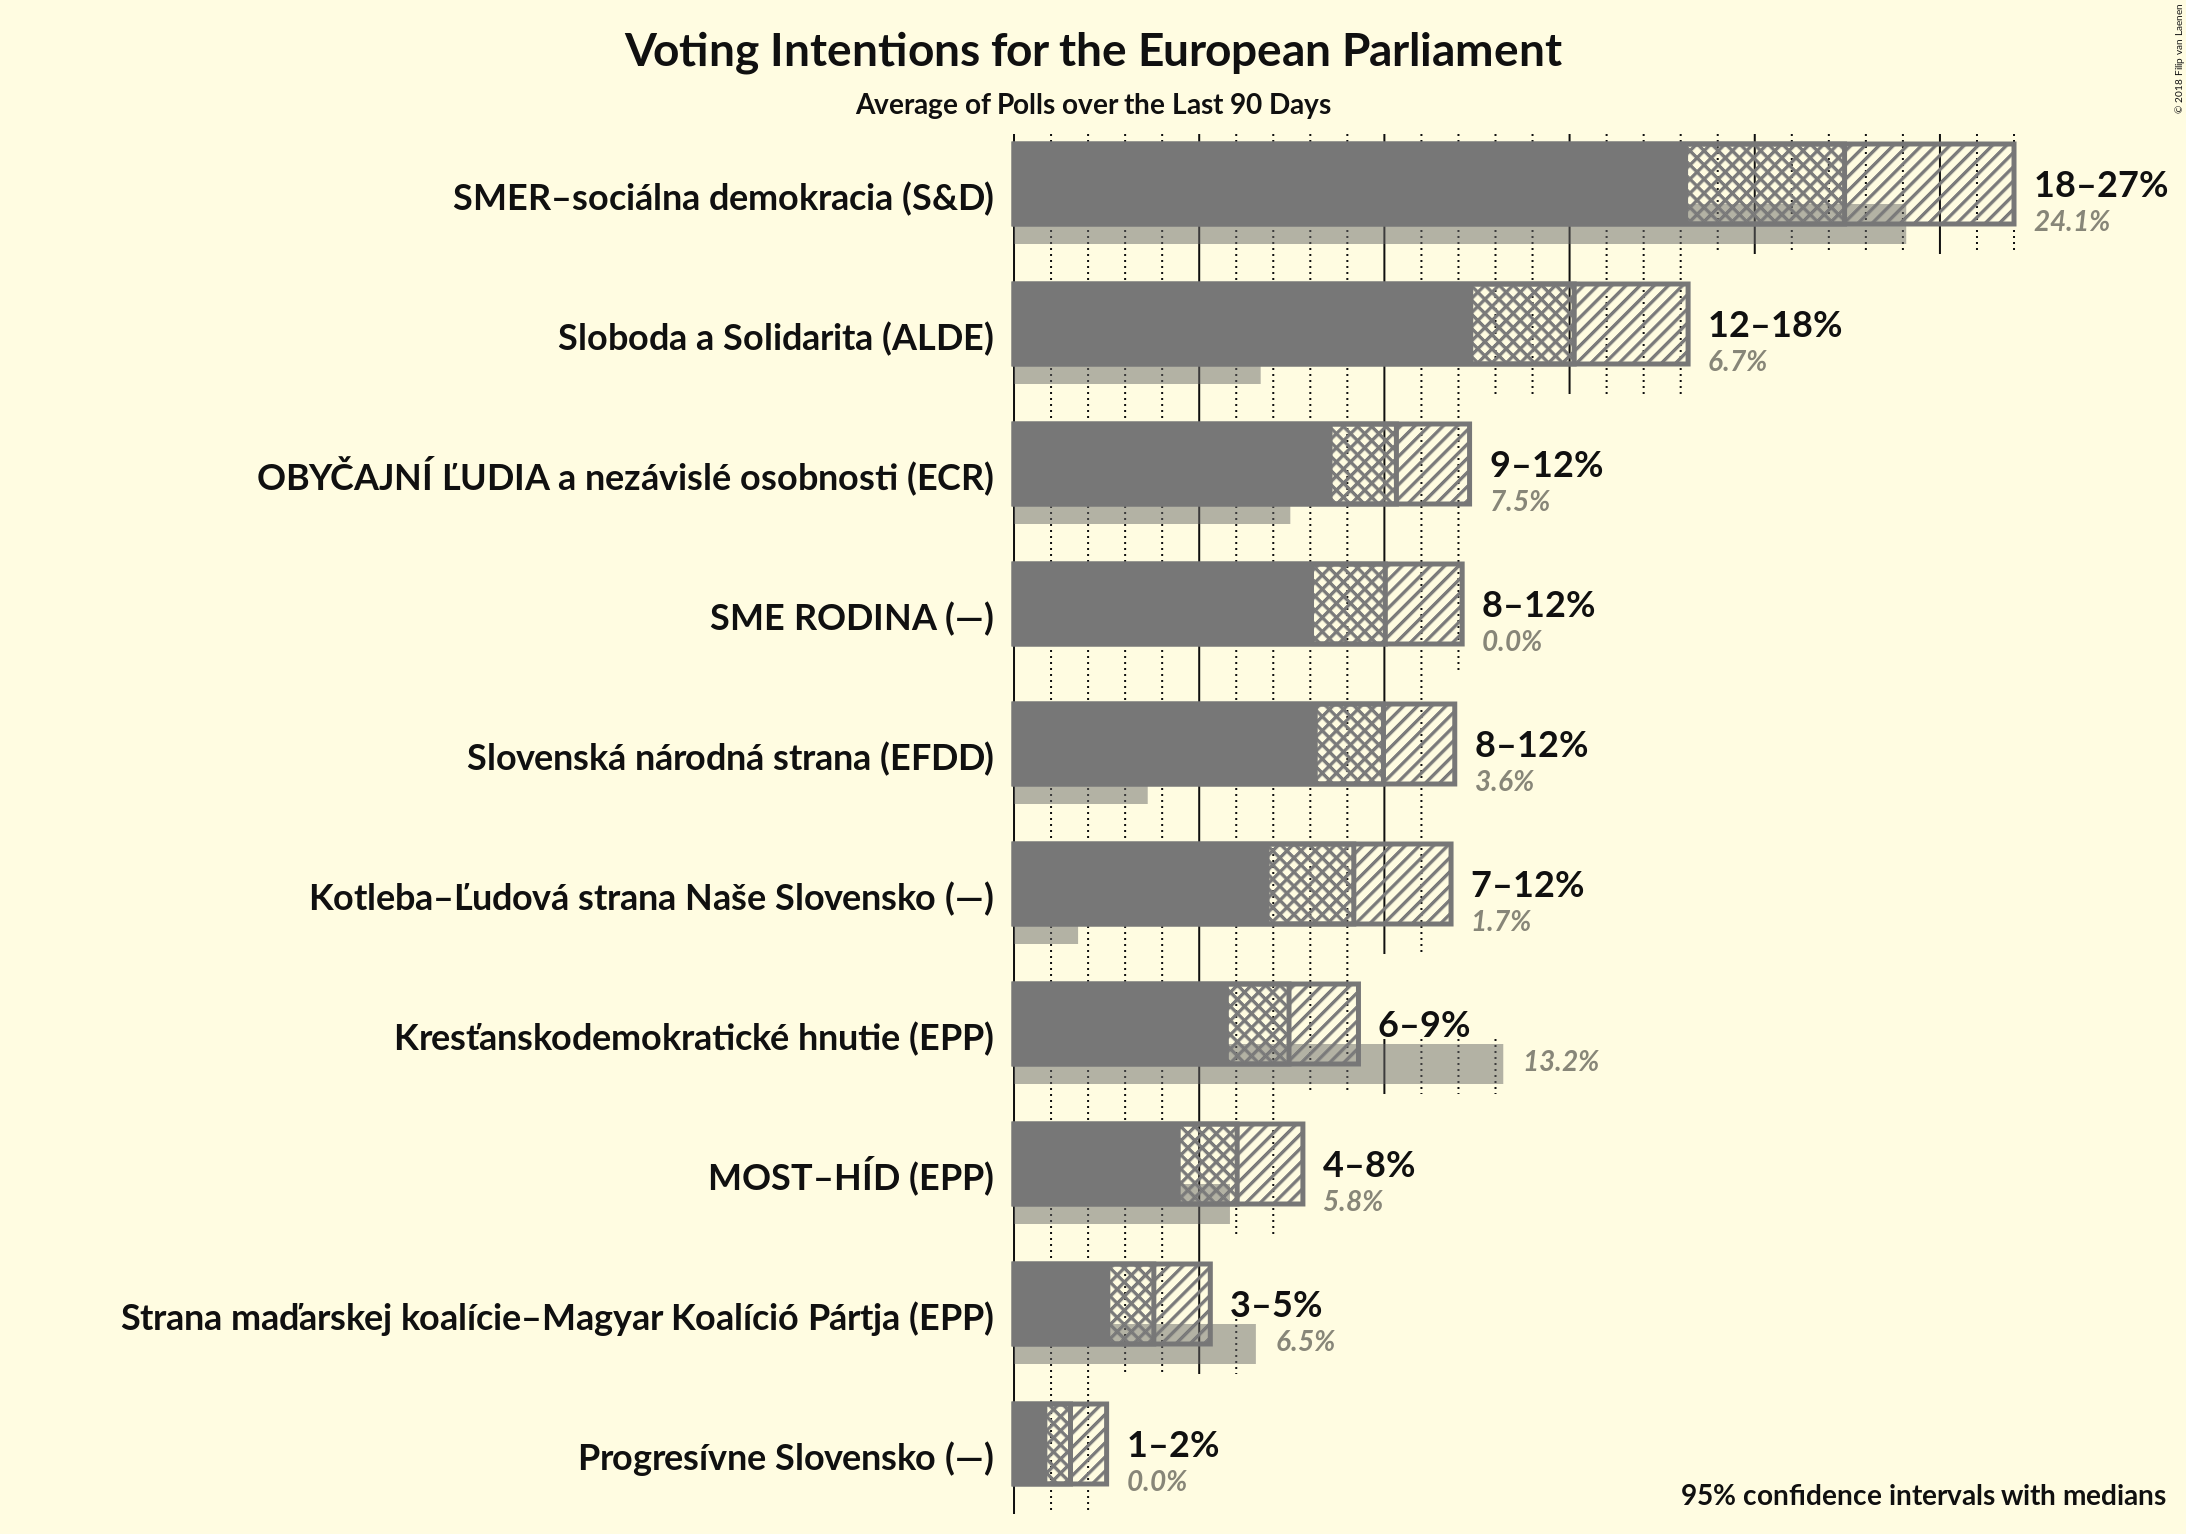 Voting Intentions for the European Parliament
Average of Polls over the Last 90 Days
© 2018 Filip van Laenen
SMER–sociálna demokracia (S&D)
18–27%
24.1%
Sloboda a Solidarita (ALDE)
12–18%
6.7%
OBYČAJNÍ ĽUDIA a nezávislé osobnosti (ECR)
9–12%
7.5%
SME RODINA (—)
8–12%
0.0%
Slovenská národná strana (EFDD)
8–12%
3.6%
Kotleba–Ľudová strana Naše Slovensko (—)
7–12%
1.7%
Kresťanskodemokratické hnutie (EPP)
6–9%
13.2%
MOST–HÍD (EPP)
4–8%
5.8%
Strana maďarskej koalície–Magyar Koalíció Pártja (EPP)
3–5%
6.5%
Progresívne Slovensko (—)
1–2%
0.0%
95% confidence intervals with medians